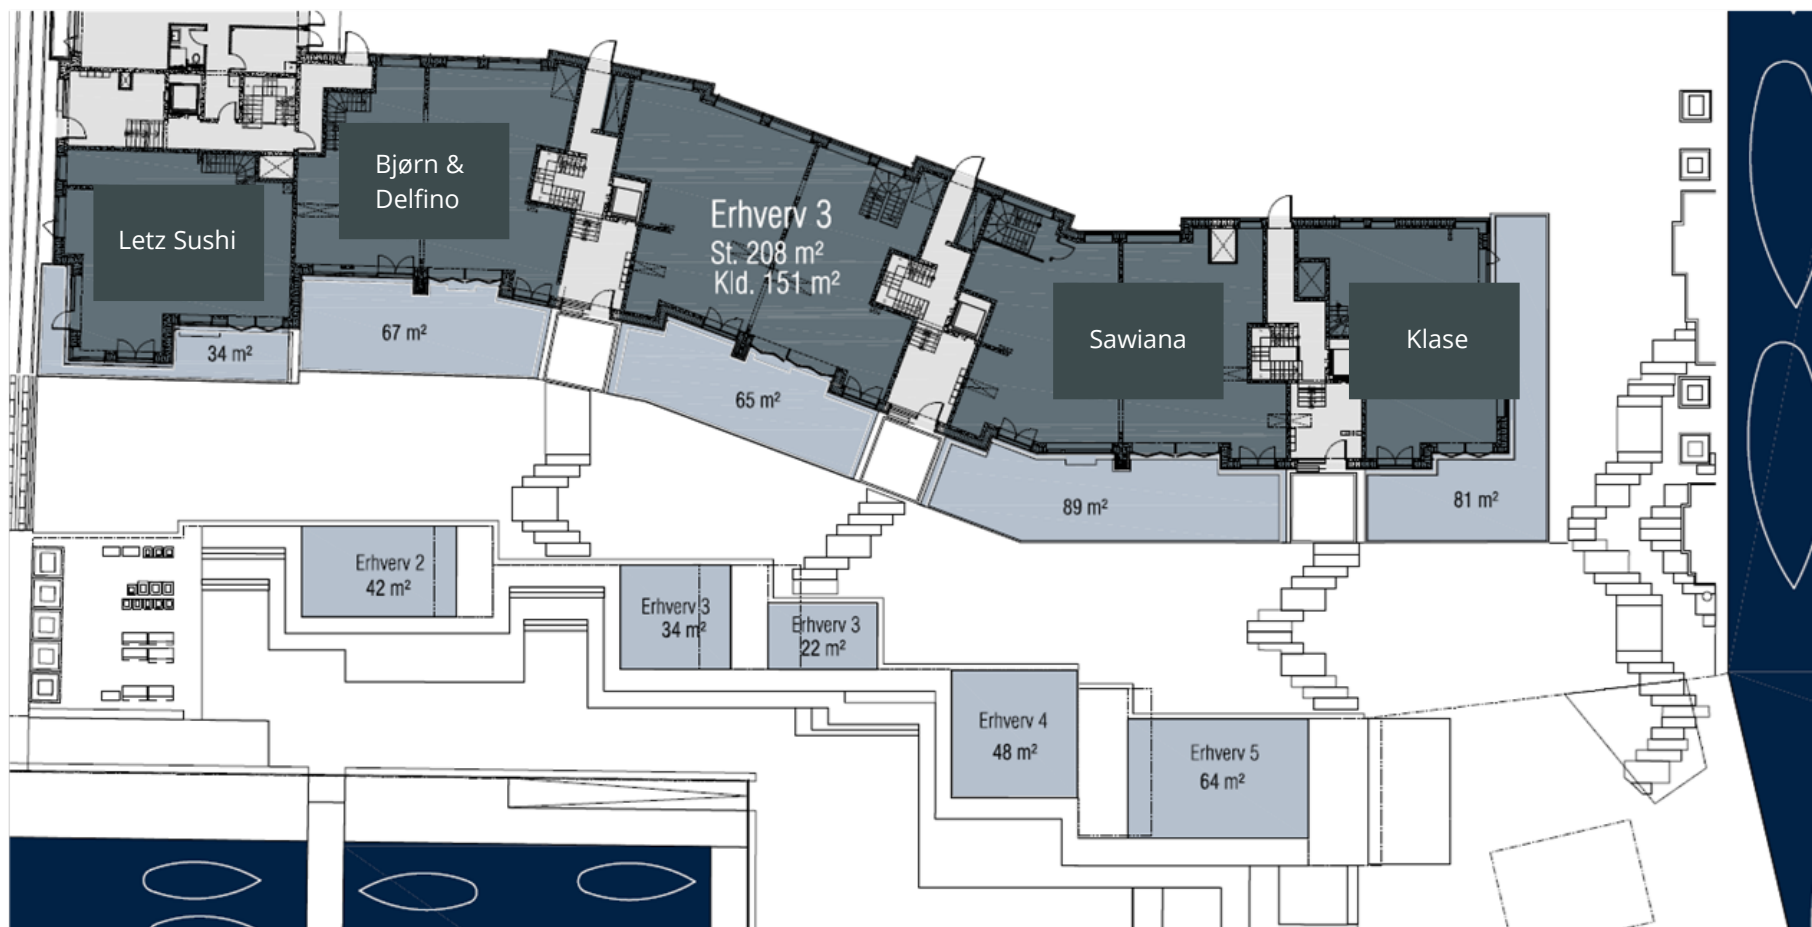 Letz Sushi
Bjørn &
Delfino
Erhverv 3
St. 208 m²
Kld. 151 m²
Sawiana
Klase
34 m²
67 m²
65 m²
89 m²
81 m²
Erhverv 2
42 m²
Erhverv 3
34 m²
Erhverv 3
22 m²
Erhverv 4
48 m²
Erhverv 5
64 m²